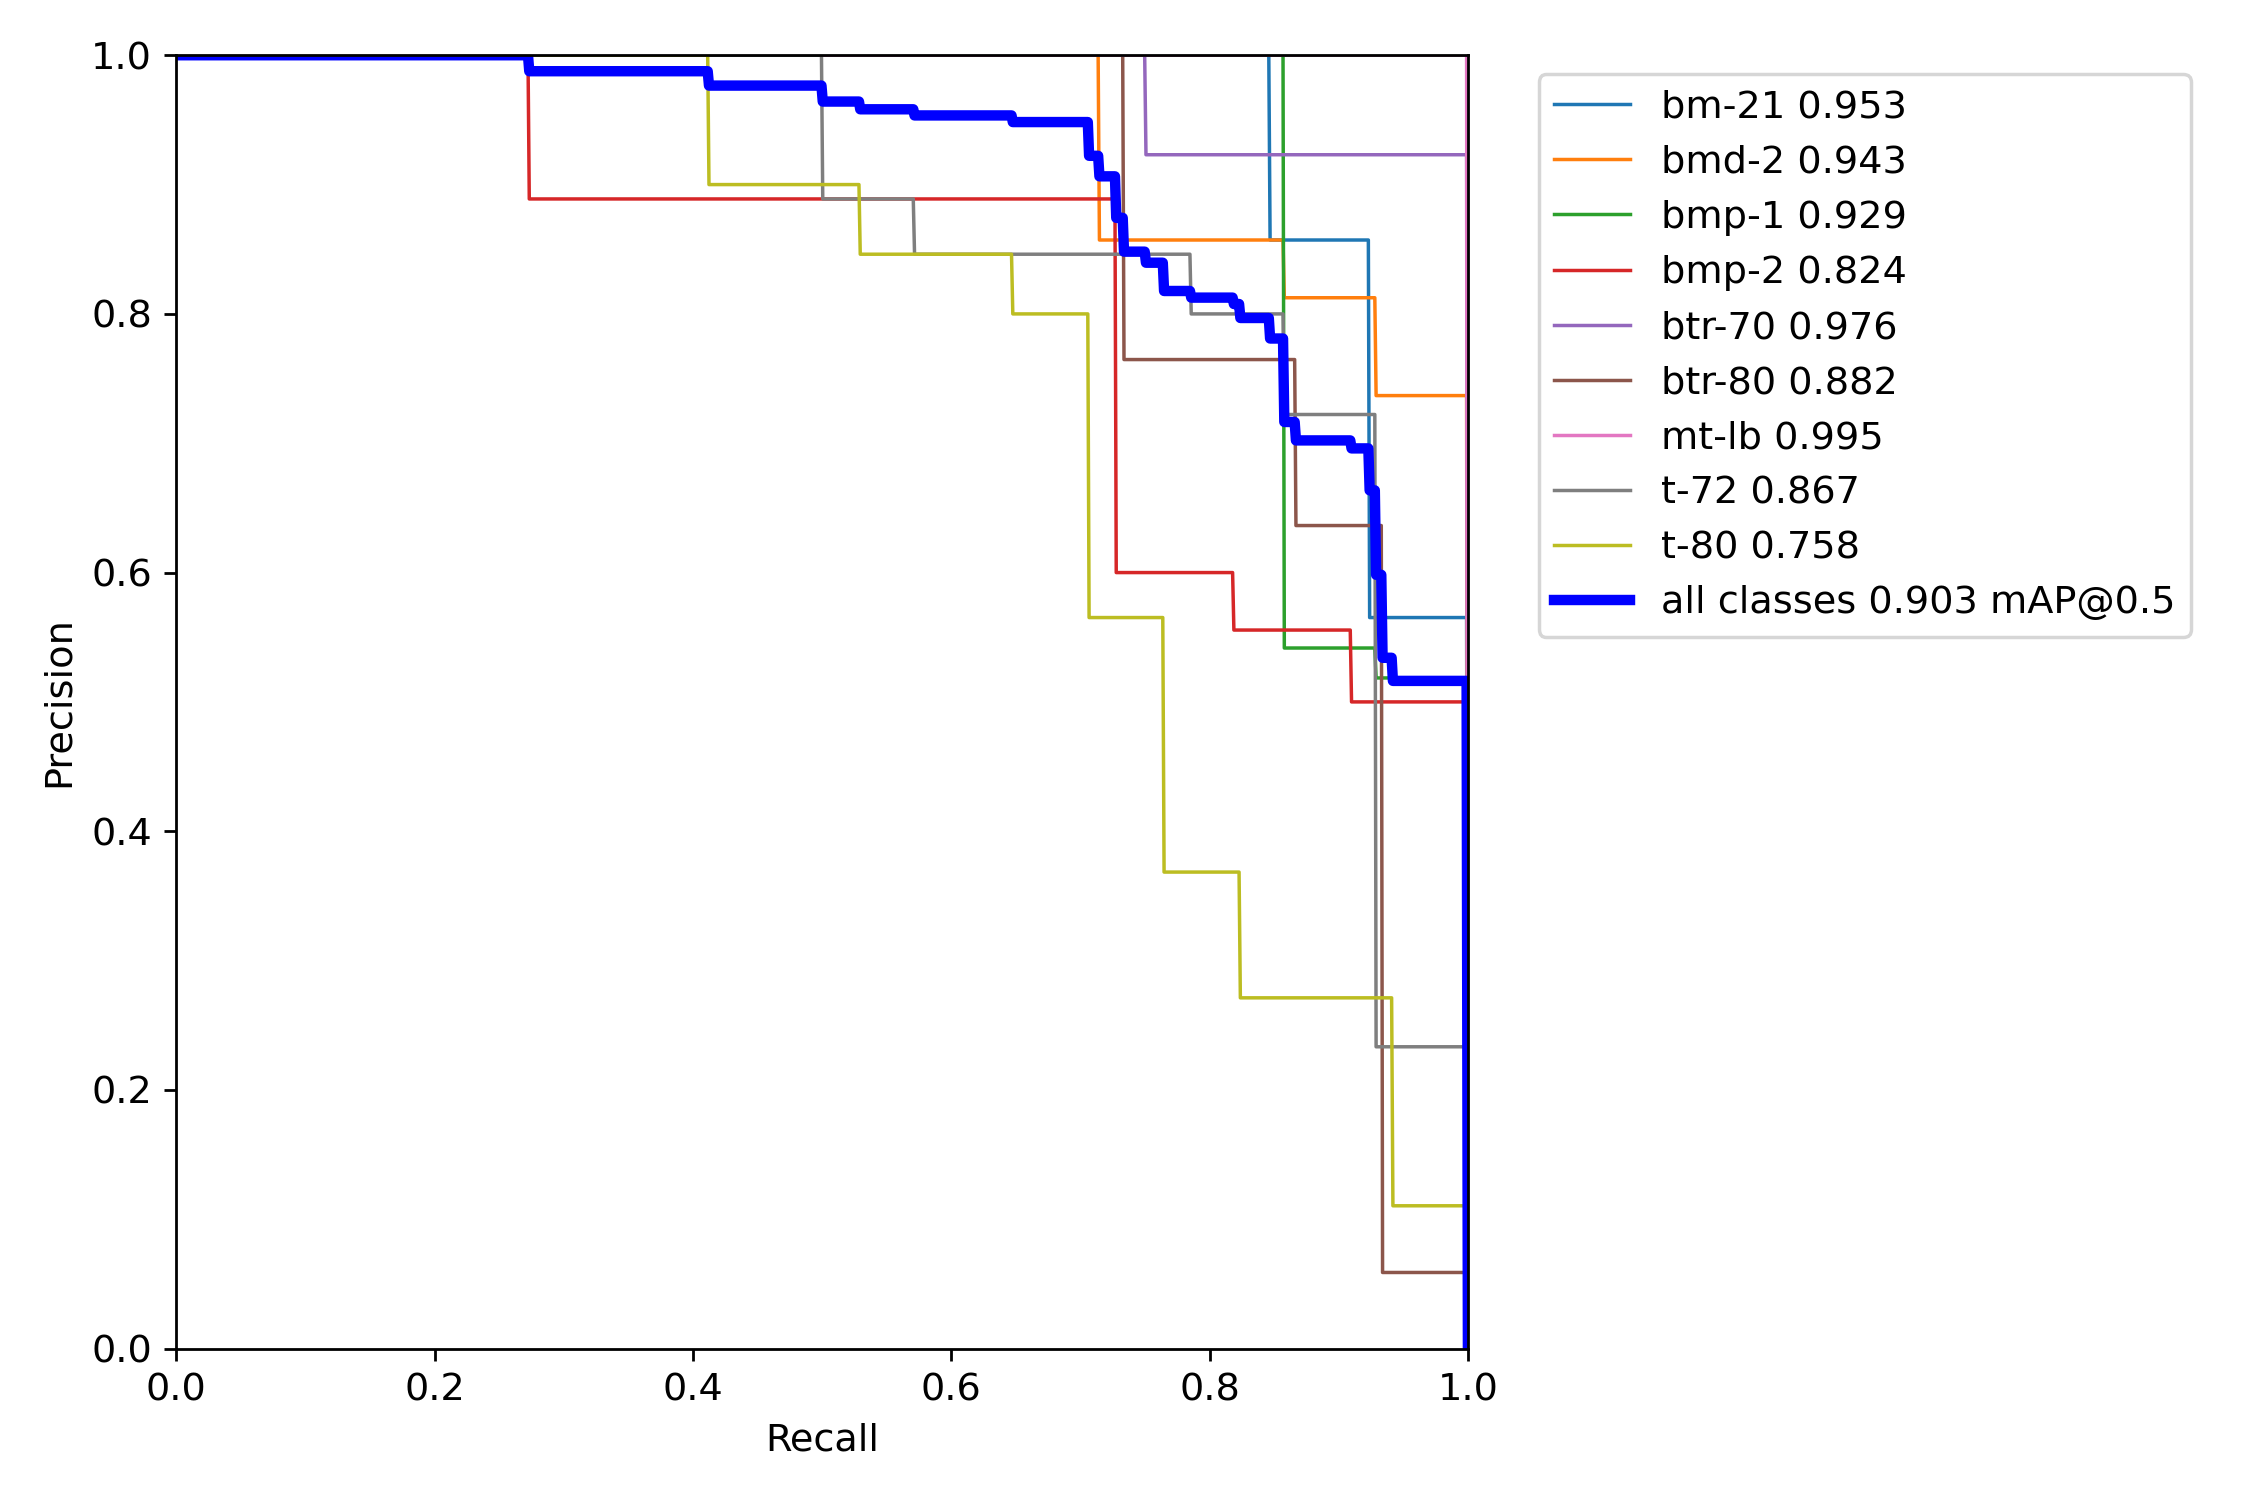 1.0
0.8
0.6
0.4
0.2
0.0
Precision
0.0 0.2 0.4 0.6 0.8 1.0
Recall
bm-21 0.953
bmd-2 0.943
bmp-1 0.929
bmp-2 0.824
btr-70 0.976
btr-80 0.882
mt-lb 0.995
t-72 0.867
t-80 0.758
all classes 0.903 mAP@0.5